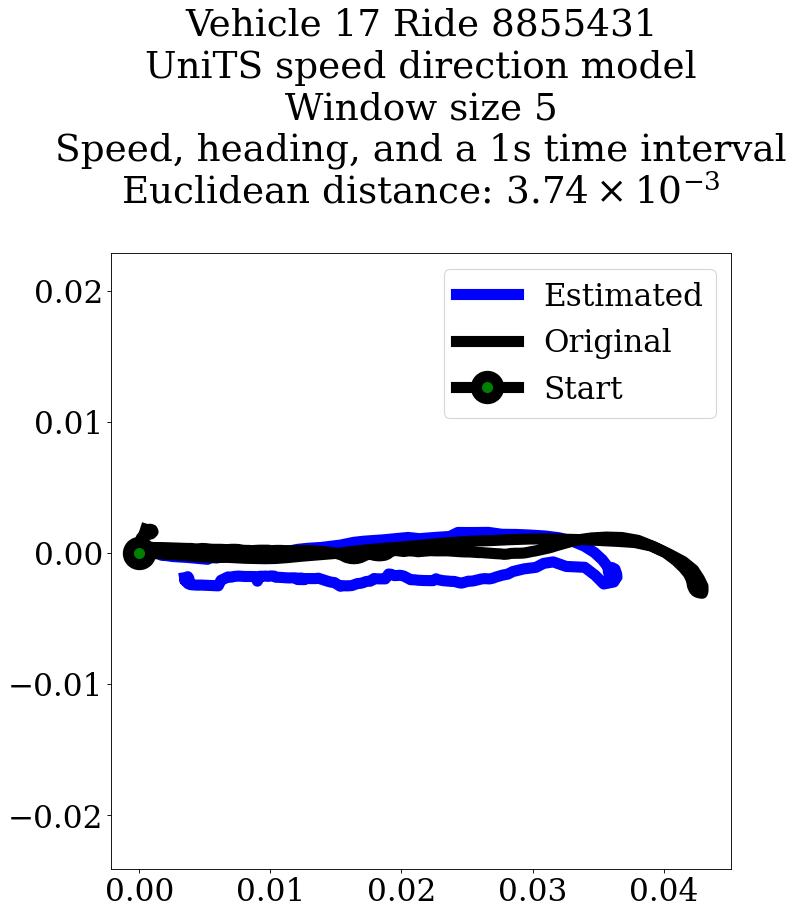 Vehicle 17 Ride 8855431
UniTS speed direction model
Window size 5
Speed, heading, and a 1s time interval
Euclidean distance: 3.74 × 10⁻³
Estimated
Original
Start
0.02
0.01
0.00
−0.01
−0.02
0.00 0.01 0.02 0.03 0.04